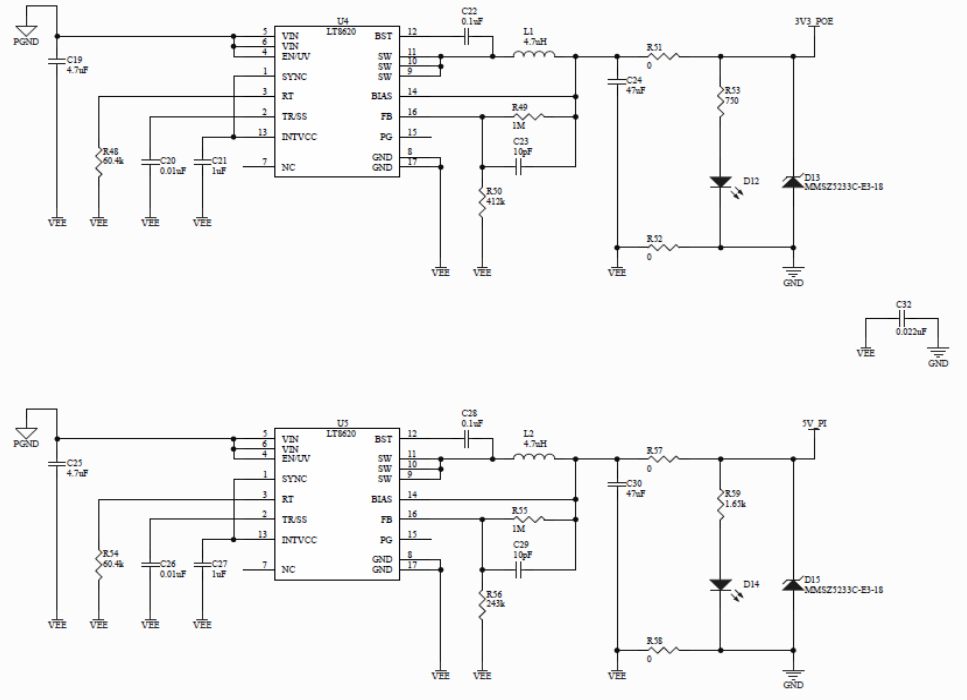 PGND
C19
4.7uF
VEE
R48
60.4k
VEE
C20
0.01uF
VEE
C21
1uF
VEE
U4
LT8620
5 VIN
6 VIN
4 EN/UV
1 SYNC
3 RT
2 TR/SS
13 INTVCC
7 NC
BST 12
SW 11
SW 10
SW 9
BIAS 14
FB 16
PG 15
GND 8
GND 17
VEE
C22
0.1uF
L1
4.7uH
R49
1M
C23
10pF
R50
412k
VEE
C24
47uF
VEE
R51
0
R52
0
3V3_POE
R53
750
D12
D13
MMSZ5233C-E3-18
GND
C32
0.022uF
VEE
GND
PGND
C25
4.7uF
VEE
R54
60.4k
VEE
C26
0.01uF
VEE
C27
1uF
VEE
U5
LT8620
5 VIN
6 VIN
4 EN/UV
1 SYNC
3 RT
2 TR/SS
13 INTVCC
7 NC
BST 12
SW 11
SW 10
SW 9
BIAS 14
FB 16
PG 15
GND 8
GND 17
VEE
C28
0.1uF
L2
4.7uH
R55
1M
C29
10pF
R56
243k
VEE
C30
47uF
VEE
R57
0
R58
0
5V_PI
R59
1.65k
D14
D15
MMSZ5233C-E3-18
GND